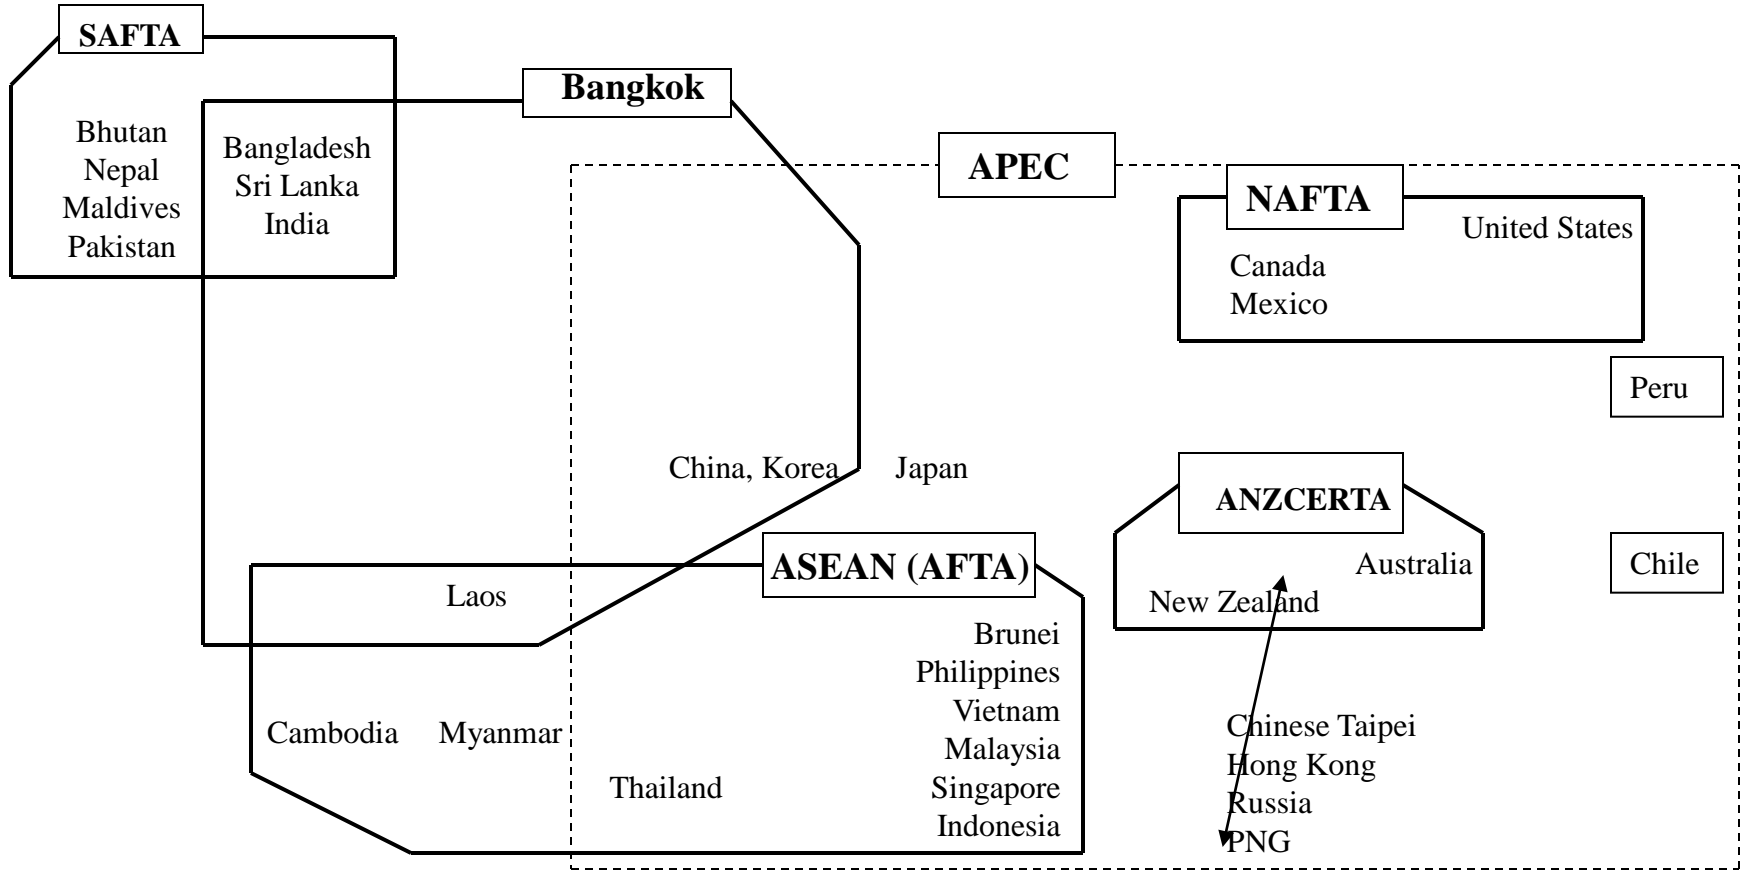 SAFTA
Bangkok
APEC
NAFTA
Bhutan
Nepal
Maldives
Pakistan
Bangladesh
Sri Lanka
India
United States
Canada
Mexico
Peru
China, Korea
Japan
ANZCERTA
ASEAN (AFTA)
Australia
New Zealand
Chile
Laos
Brunei
Philippines
Vietnam
Malaysia
Singapore
Indonesia
Cambodia
Myanmar
Thailand
Chinese Taipei
Hong Kong
Russia
PNG